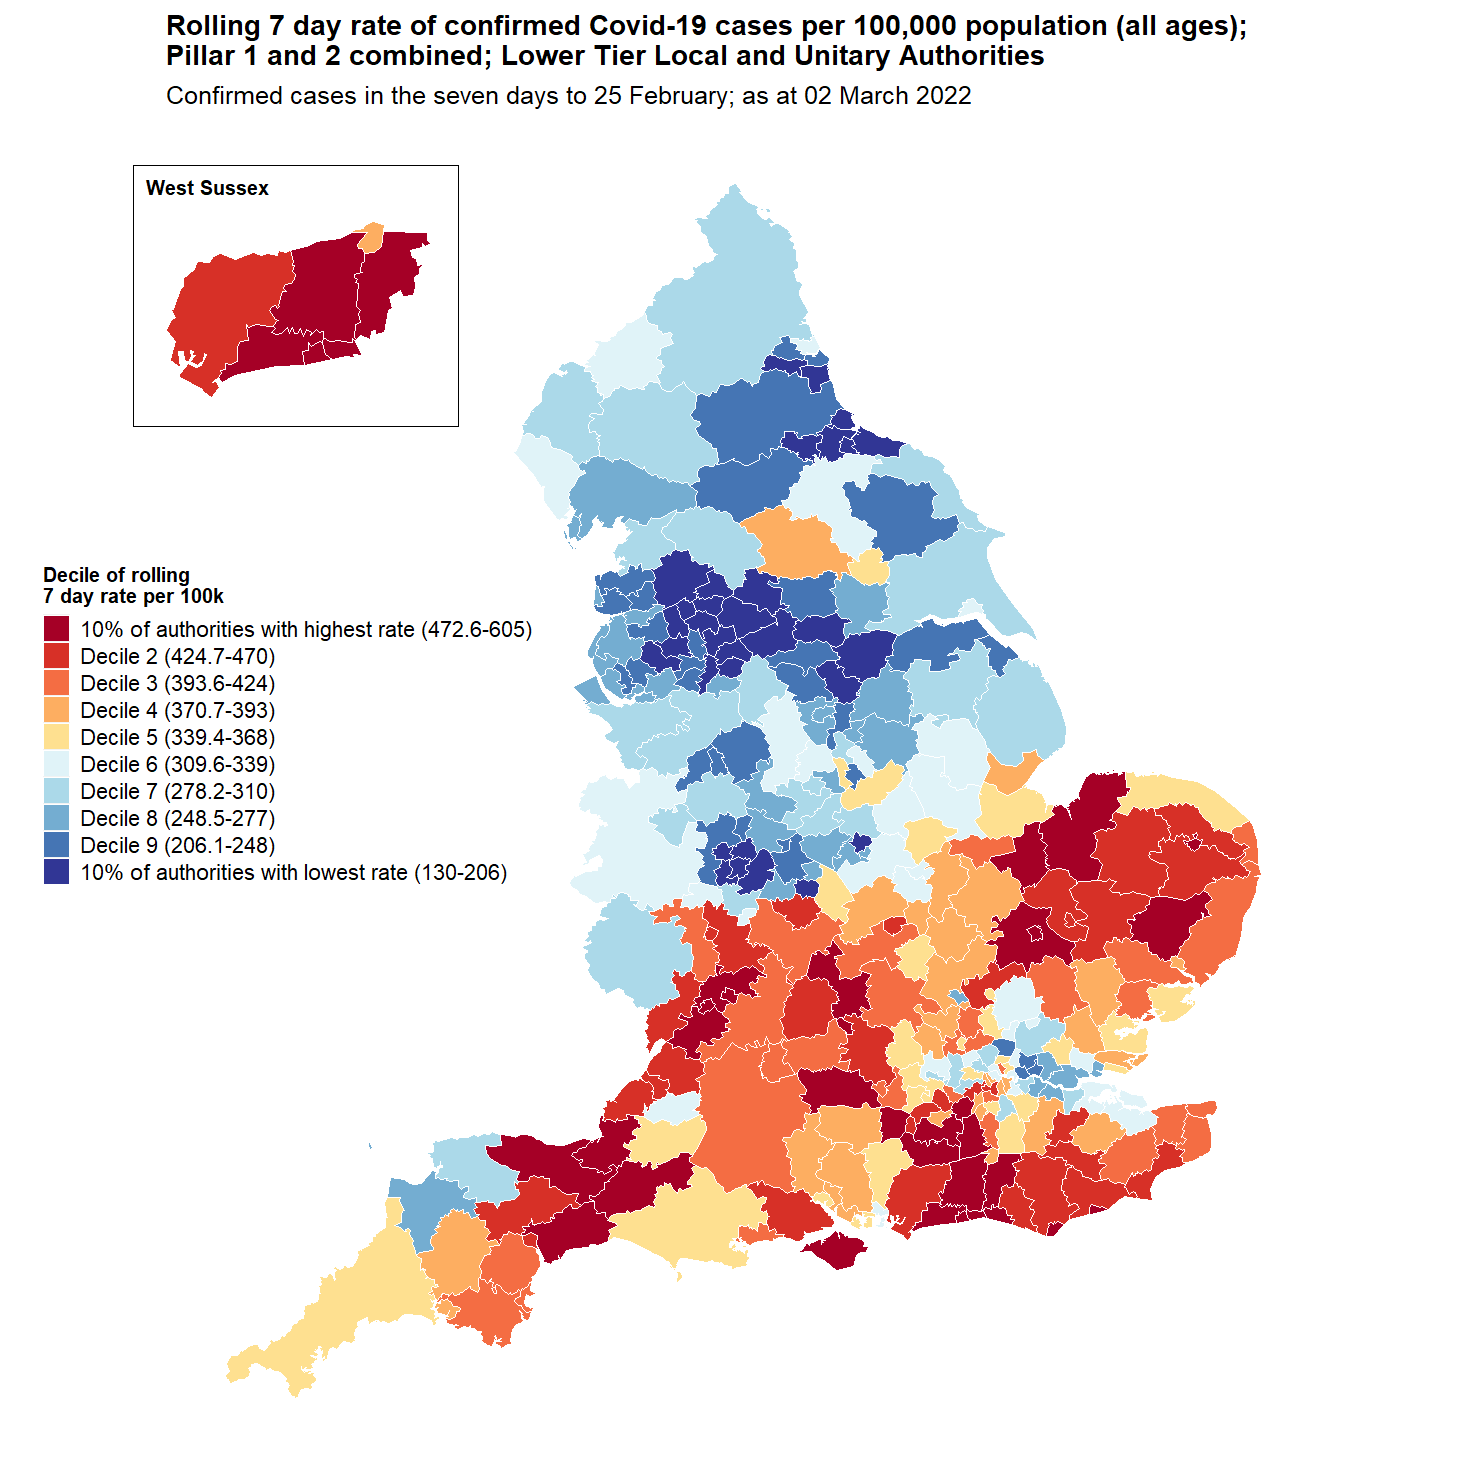 Rolling 7 day rate of confirmed Covid-19 cases per 100,000 population (all ages);
Pillar 1 and 2 combined; Lower Tier Local and Unitary Authorities
Confirmed cases in the seven days to 25 February; as at 02 March 2022
West Sussex
Decile of rolling
7 day rate per 100k
10% of authorities with highest rate (472.6-605)
Decile 2 (424.7-470)
Decile 3 (393.6-424)
Decile 4 (370.7-393)
Decile 5 (339.4-368)
Decile 6 (309.6-339)
Decile 7 (278.2-310)
Decile 8 (248.5-277)
Decile 9 (206.1-248)
10% of authorities with lowest rate (130-206)